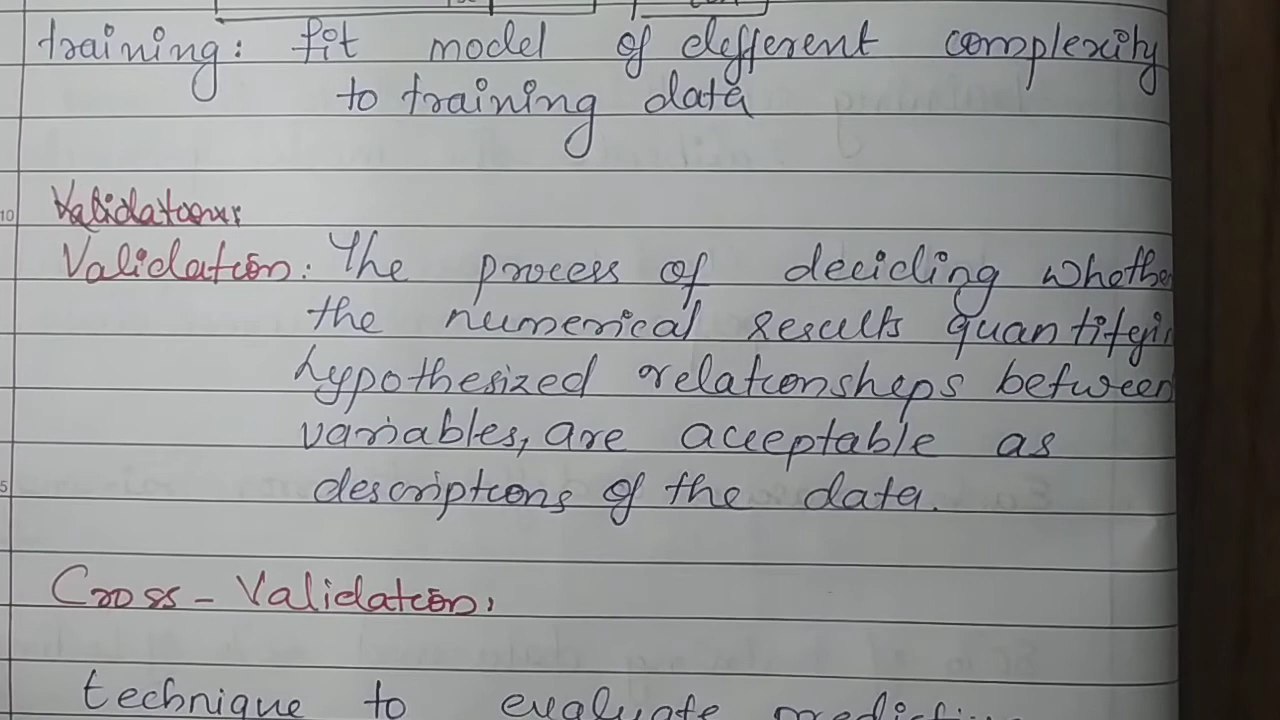 training: fit model of different complexity
to training data
Validation:
Validation: The process of deciding whether
the numerical results quantifyin
hypothesized relationships between
variables, are acceptable as
descriptions of the data.
Cross - Validation:
technique to evaluate